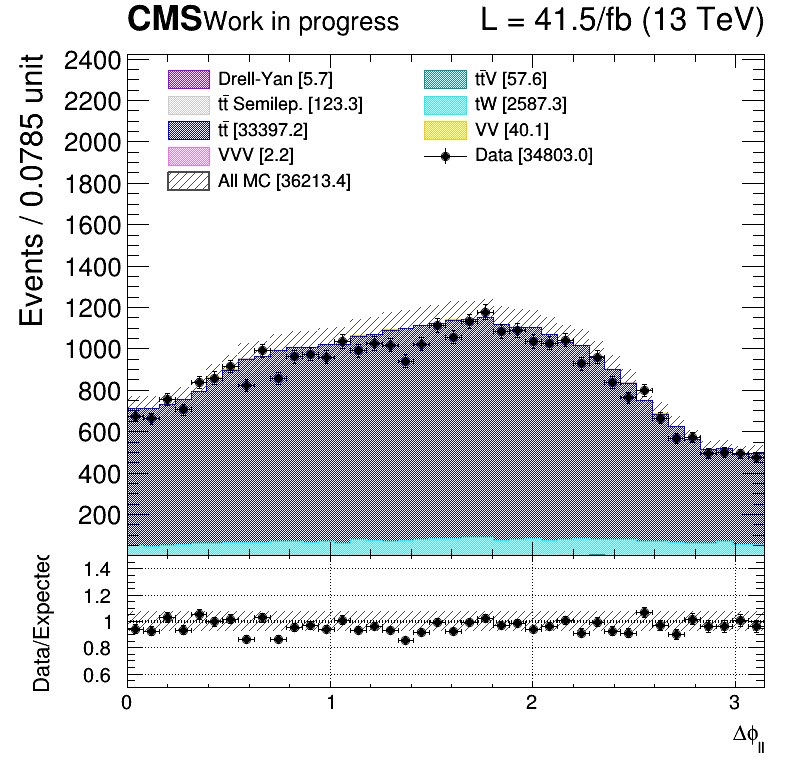 CMS Work in progress L = 41.5/fb (13 TeV)
Events / 0.0785 unit
2400
2200
2000
1800
1600
1400
1200
1000
800
600
400
200
Drell-Yan [5.7]
tt̄ Semilep. [123.3]
tt̄ [33397.2]
VVV [2.2]
All MC [36213.4]
tt̄V [57.6]
tW [2587.3]
VV [40.1]
Data [34803.0]
Data/Expected
1.4
1.2
1
0.8
0.6
0 1 2 3
Δϕ_ll